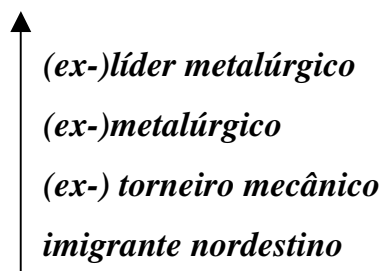 (ex-)líder metalúrgico
(ex-)metalúrgico
(ex-) torneiro mecânico
imigrante nordestino